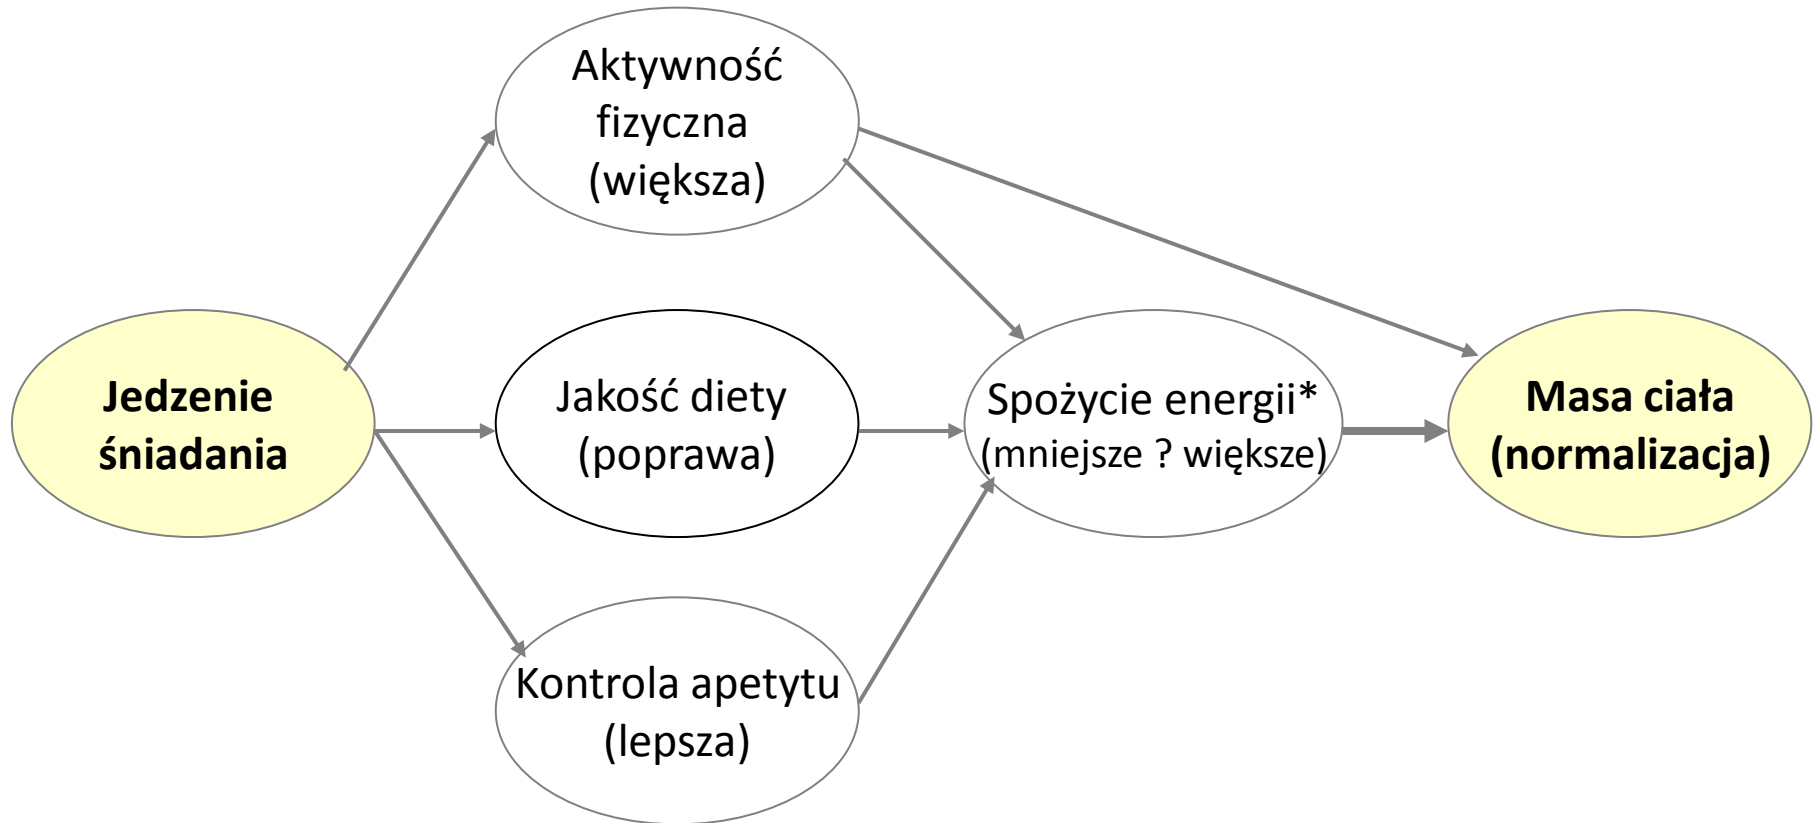 Aktywność
fizyczna
(większa)
Jedzenie
śniadania
Jakość diety
(poprawa)
Spożycie energii*
(mniejsze ? większe)
Masa ciała
(normalizacja)
Kontrola apetytu
(lepsza)